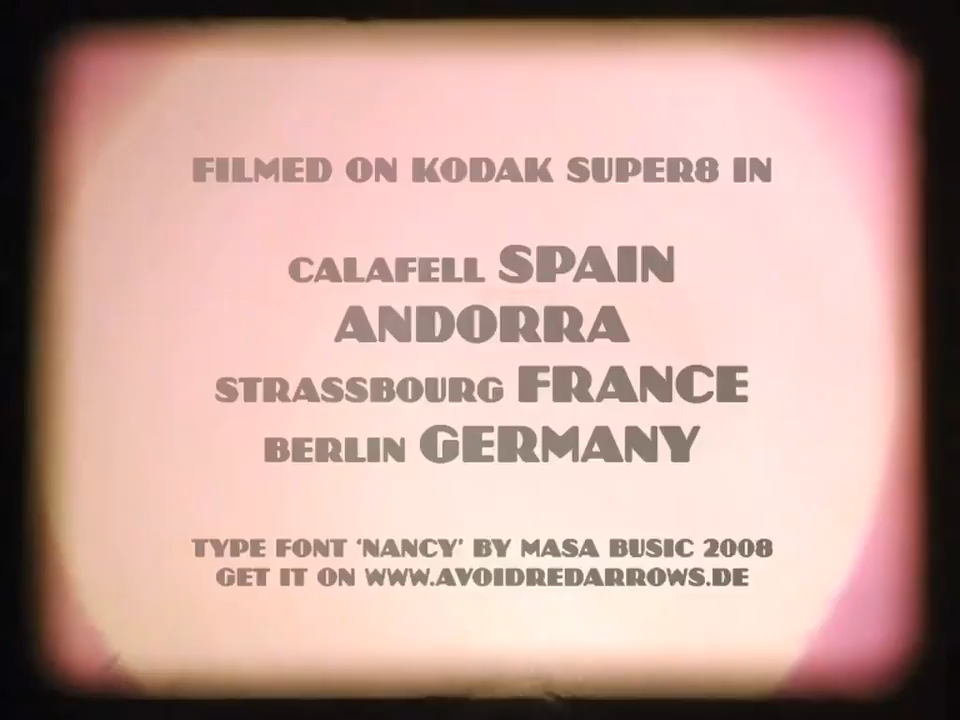 FILMED ON KODAK SUPER8 IN
CALAFELL SPAIN
ANDORRA
STRASSBOURG FRANCE
BERLIN GERMANY
TYPE FONT ‘NANCY’ BY MASA BUSIC 2008
GET IT ON WWW.AVOIDREDARROWS.DE